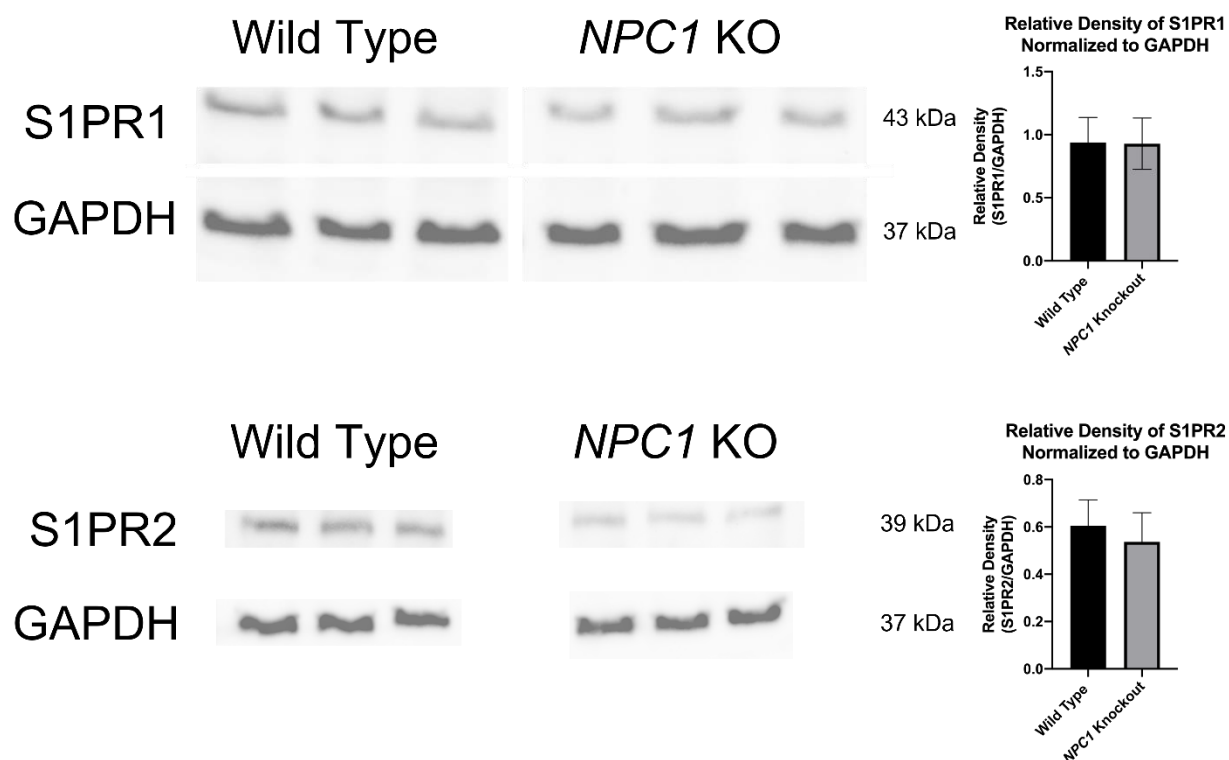 Wild Type
NPC1 KO
S1PR1
43 kDa
GAPDH
37 kDa
Relative Density of S1PR1
Normalized to GAPDH
Relative Density
(S1PR1/GAPDH)
1.5
1.0
0.5
0.0
Wild Type
NPC1 Knockout
Wild Type
NPC1 KO
S1PR2
39 kDa
GAPDH
37 kDa
Relative Density of S1PR2
Normalized to GAPDH
Relative Density
(S1PR2/GAPDH)
0.8
0.6
0.4
0.2
0.0
Wild Type
NPC1 Knockout